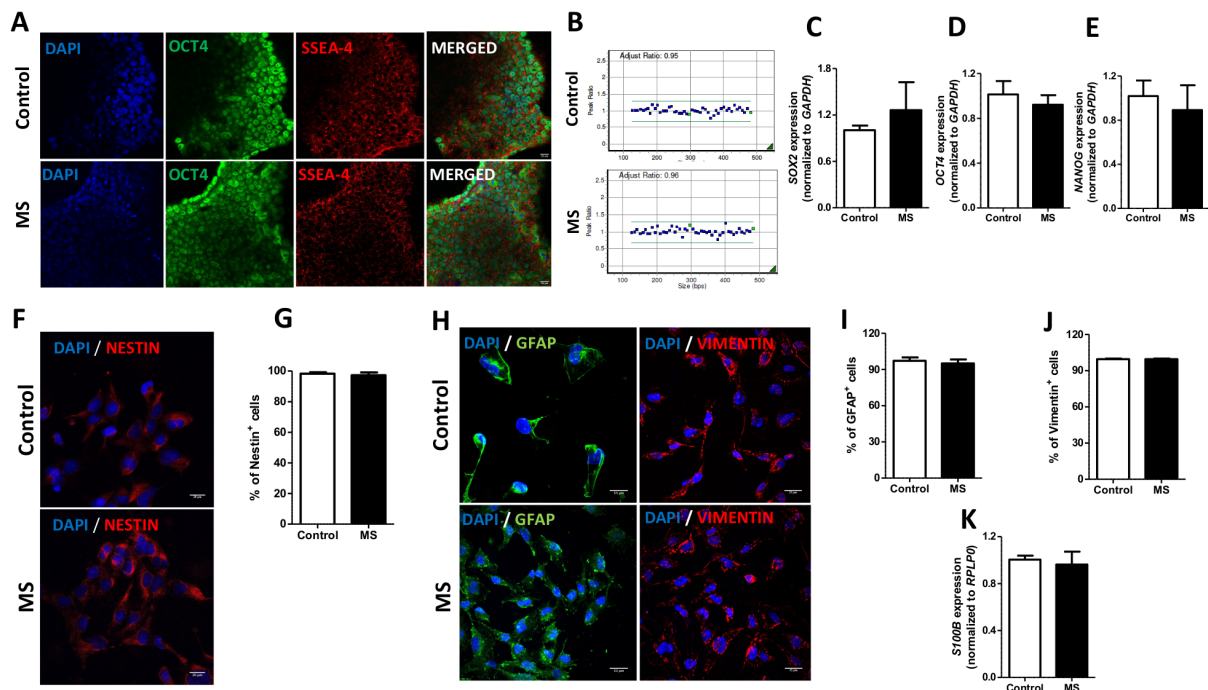 A
DAPI
OCT4
SSEA-4
MERGED
Control
DAPI
OCT4
SSEA-4
MERGED
MS
B
Control
Adjust Ratio: 0.95
Peak Ratio
2.5
2
1.5
1
0.5
0
100 200 300 400 500
MS
Adjust Ratio: 0.96
Peak Ratio
2.5
2
1.5
1
0.5
0
100 200 300 400 500
Size (bps)
C
SOX2 expression
(normalized to GAPDH)
1.8
1.2
0.6
0.0
Control MS
D
OCT4 expression
(normalized to GAPDH)
1.2
0.9
0.6
0.3
0.0
Control MS
E
NANOG expression
(normalized to GAPDH)
1.2
0.9
0.6
0.3
0.0
Control MS
F
DAPI / NESTIN
Control
DAPI / NESTIN
MS
G
% of Nestin+ cells
100
80
60
40
20
0
Control MS
H
DAPI / GFAP
DAPI / VIMENTIN
Control
DAPI / GFAP
DAPI / VIMENTIN
MS
I
% of GFAP+ cells
120
90
60
30
0
Control MS
J
% of Vimentin+ cells
120
90
60
30
0
Control MS
K
S100B expression
(normalized to RPLP0)
1.2
0.8
0.4
0.0
Control MS